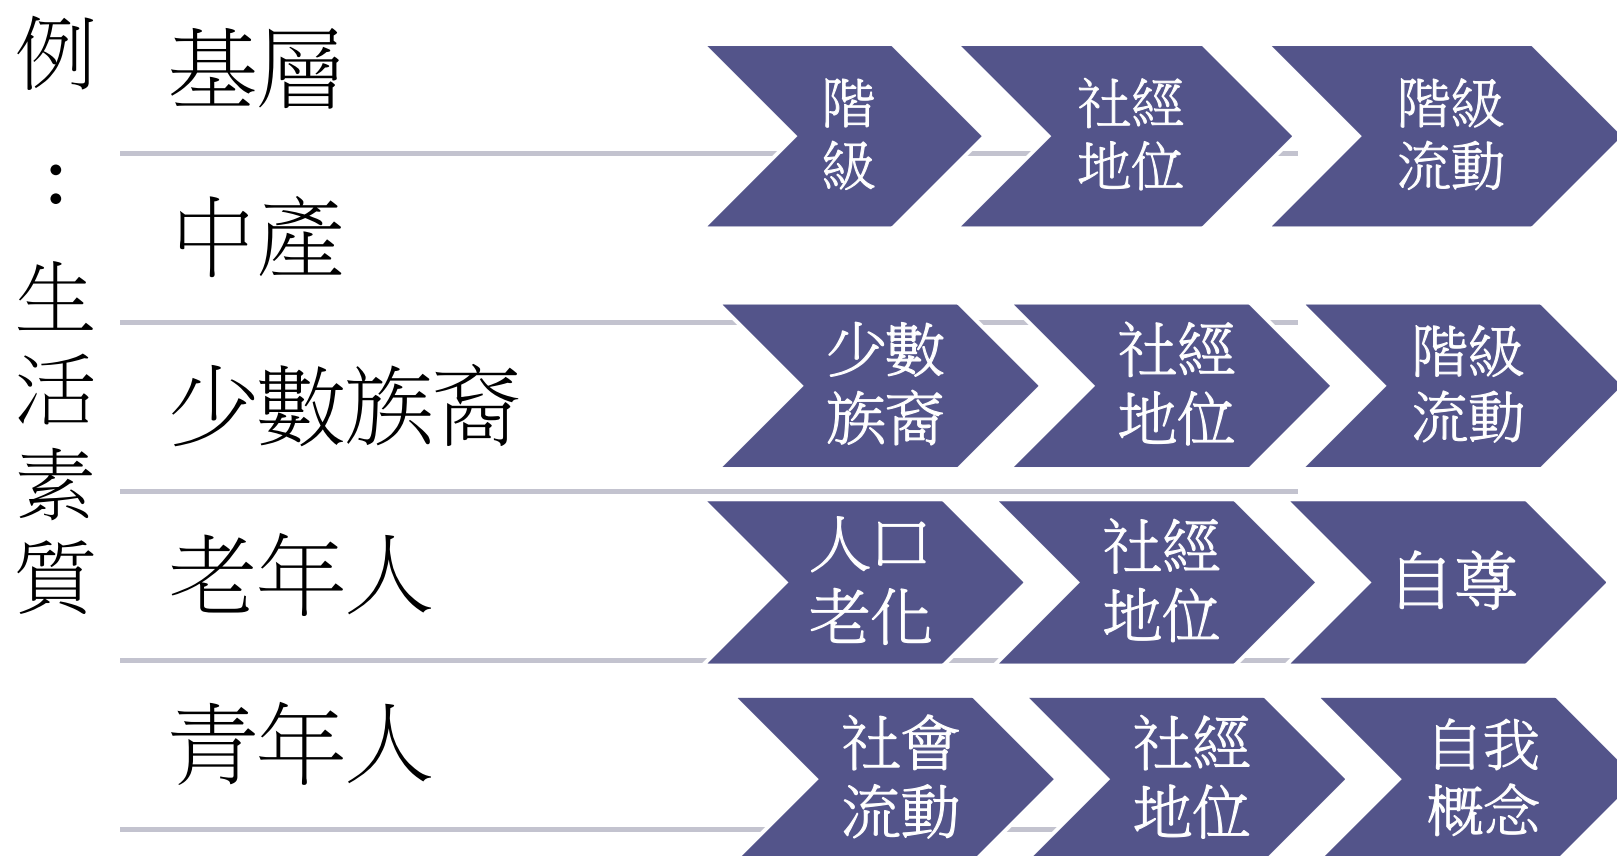 例：生活素質
基層
階
級
社經
地位
階級
流動
中產
少數族裔
少數
族裔
社經
地位
階級
流動
老年人
人口
老化
社經
地位
自尊
青年人
社會
流動
社經
地位
自我
概念